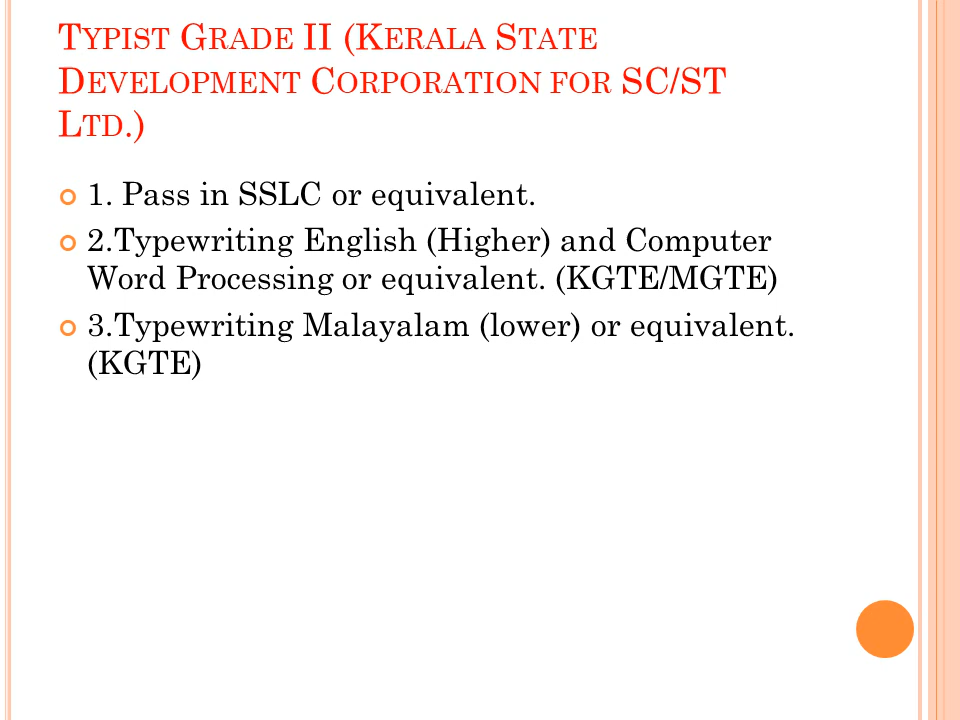 Typist Grade II (Kerala State
Development Corporation for SC/ST
Ltd.)
1. Pass in SSLC or equivalent.
2.Typewriting English (Higher) and Computer
Word Processing or equivalent. (KGTE/MGTE)
3.Typewriting Malayalam (lower) or equivalent.
(KGTE)